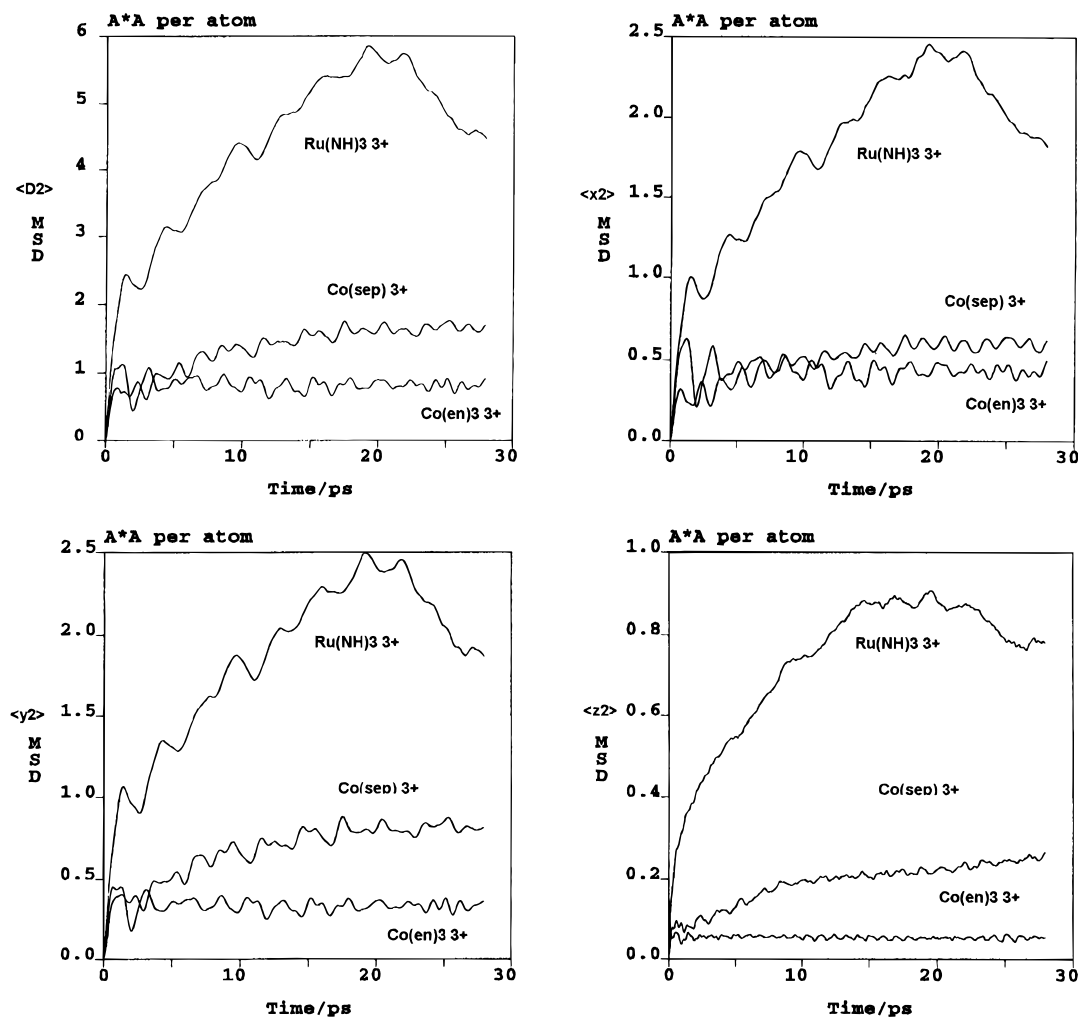 A*A per atom
6
5
4
3
2
1
0
<D2>
M
S
D
Ru(NH)3 3+
Co(sep) 3+
Co(en)3 3+
0 10 20 30
Time/ps
A*A per atom
2.5
2.0
1.5
1.0
0.5
0.0
<x2>
M
S
D
Ru(NH)3 3+
Co(sep) 3+
Co(en)3 3+
0 10 20 30
Time/ps
A*A per atom
2.5
2.0
1.5
1.0
0.5
0.0
<y2>
M
S
D
Ru(NH)3 3+
Co(sep) 3+
Co(en)3 3+
0 10 20 30
Time/ps
A*A per atom
1.0
0.8
0.6
0.4
0.2
0.0
<z2>
M
S
D
Ru(NH)3 3+
Co(sep) 3+
Co(en)3 3+
0 10 20 30
Time/ps